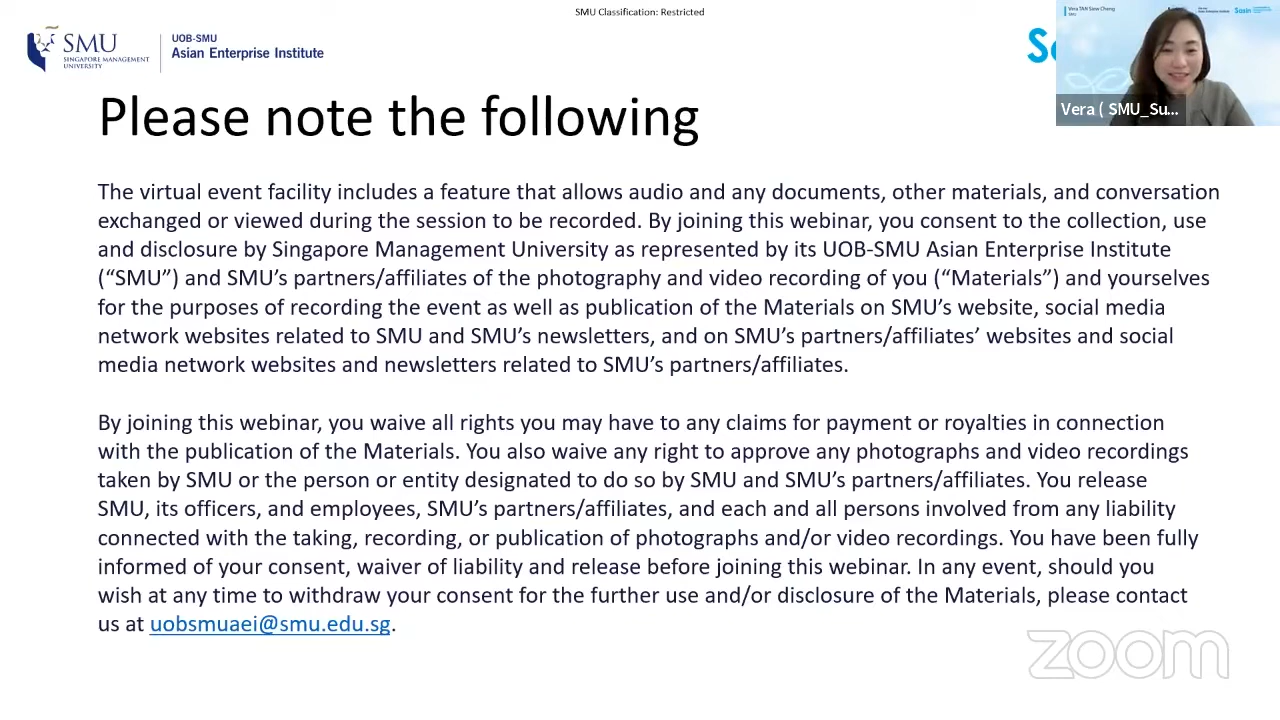 SMU Classification: Restricted
SMU
SINGAPORE MANAGEMENT
UNIVERSITY
UOB-SMU
Asian Enterprise Institute
Vera TAN Siew Cheng
SMU
Vera ( SMU_Su...
Please note the following
The virtual event facility includes a feature that allows audio and any documents, other materials, and conversation
exchanged or viewed during the session to be recorded. By joining this webinar, you consent to the collection, use
and disclosure by Singapore Management University as represented by its UOB-SMU Asian Enterprise Institute
(“SMU”) and SMU’s partners/affiliates of the photography and video recording of you (“Materials”) and yourselves
for the purposes of recording the event as well as publication of the Materials on SMU’s website, social media
network websites related to SMU and SMU’s newsletters, and on SMU’s partners/affiliates’ websites and social
media network websites and newsletters related to SMU’s partners/affiliates.
By joining this webinar, you waive all rights you may have to any claims for payment or royalties in connection
with the publication of the Materials. You also waive any right to approve any photographs and video recordings
taken by SMU or the person or entity designated to do so by SMU and SMU’s partners/affiliates. You release
SMU, its officers, and employees, SMU’s partners/affiliates, and each and all persons involved from any liability
connected with the taking, recording, or publication of photographs and/or video recordings. You have been fully
informed of your consent, waiver of liability and release before joining this webinar. In any event, should you
wish at any time to withdraw your consent for the further use and/or disclosure of the Materials, please contact
us at uobsmuaei@smu.edu.sg.
zoom